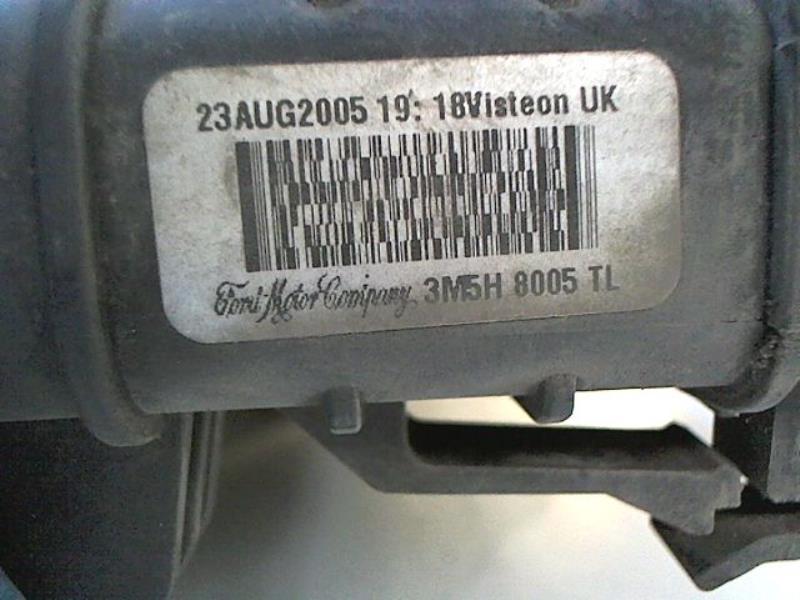 23AUG2005 19: 18Visteon UK
Ford Motor Company 3M5H 8005 TL